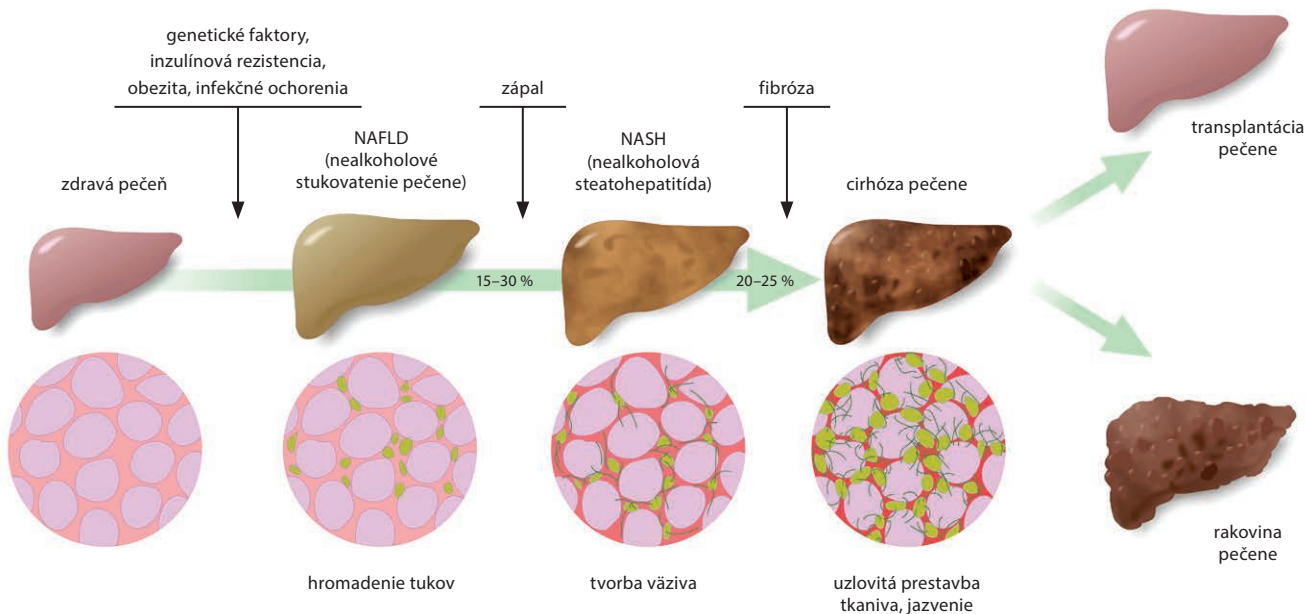 genetické faktory,
inzulínová rezistencia,
obezita, infekčné ochorenia
zápal
fibróza
zdravá pečeň
NAFLD
(nealkoholové
stukovatenie pečene)
NASH
(nealkoholová
steatohepatitída)
cirhóza pečene
transplantácia
pečene
15–30 %
20–25 %
hromadenie tukov
tvorba väziva
uzlovitá prestavba
tkaniva, jazvenie
rakovina
pečene